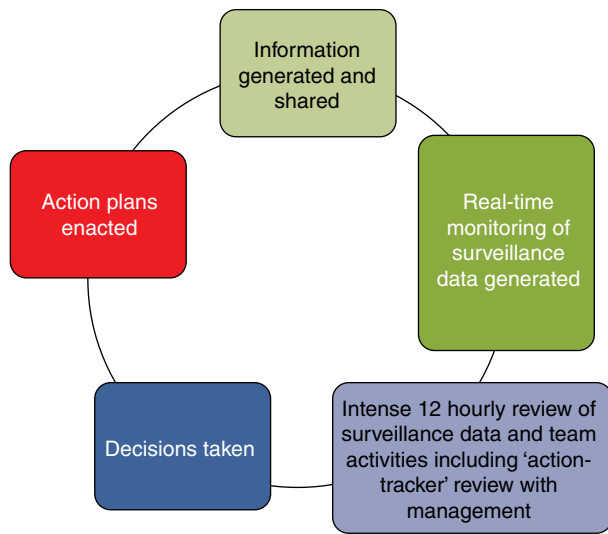 Information
generated and
shared
Real-time
monitoring of
surveillance
data generated
Intense 12 hourly review of
surveillance data and team
activities including ‘action-
tracker’ review with
management
Decisions taken
Action plans
enacted